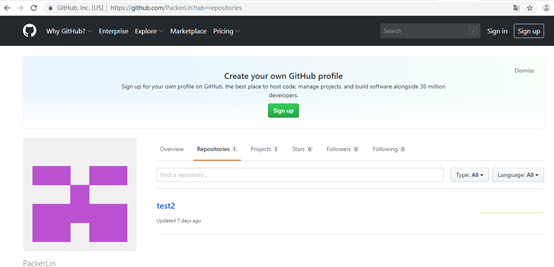 GitHub, Inc. [US] | https://github.com/PackerLin?tab=repositories
Why GitHub? Enterprise Explore Marketplace Pricing Search / Sign in Sign up
Create your own GitHub profile
Dismiss
Sign up for your own profile on GitHub, the best place to host code, manage projects, and build software alongside 36 million
developers.
Sign up
Overview Repositories 1 Projects 1 Stars 0 Followers 0 Following 0
Find a repository... Type: All Language: All
test2
Updated 7 days ago
PackerLin